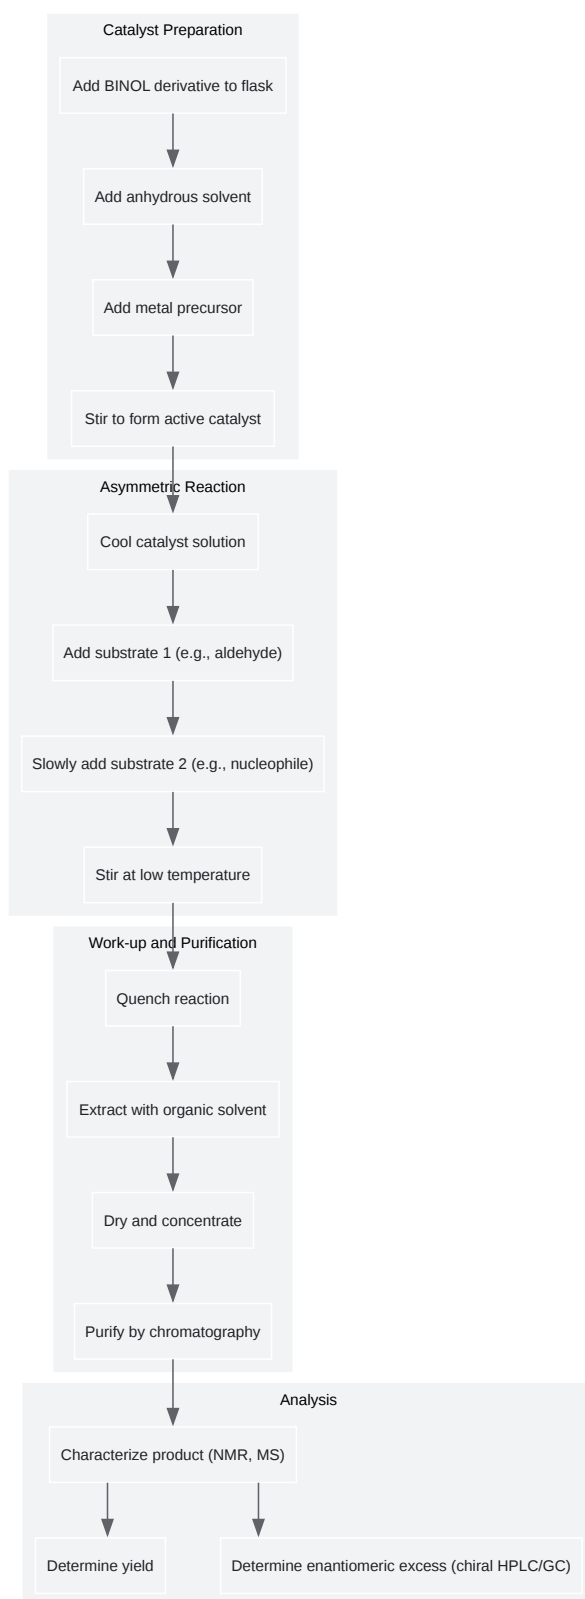 Catalyst Preparation
Add BINOL derivative to flask
Add anhydrous solvent
Add metal precursor
Stir to form active catalyst
Asymmetric Reaction
Cool catalyst solution
Add substrate 1 (e.g., aldehyde)
Slowly add substrate 2 (e.g., nucleophile)
Stir at low temperature
Work-up and Purification
Quench reaction
Extract with organic solvent
Dry and concentrate
Purify by chromatography
Analysis
Characterize product (NMR, MS)
Determine yield
Determine enantiomeric excess (chiral HPLC/GC)